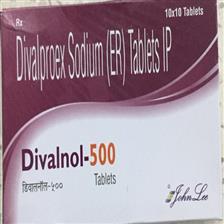 Rx
10x10 Tablets
Divalproex Sodium (ER) Tablets IP
Divalnol-500
डिवालनोल-५००
Tablets
John Lee